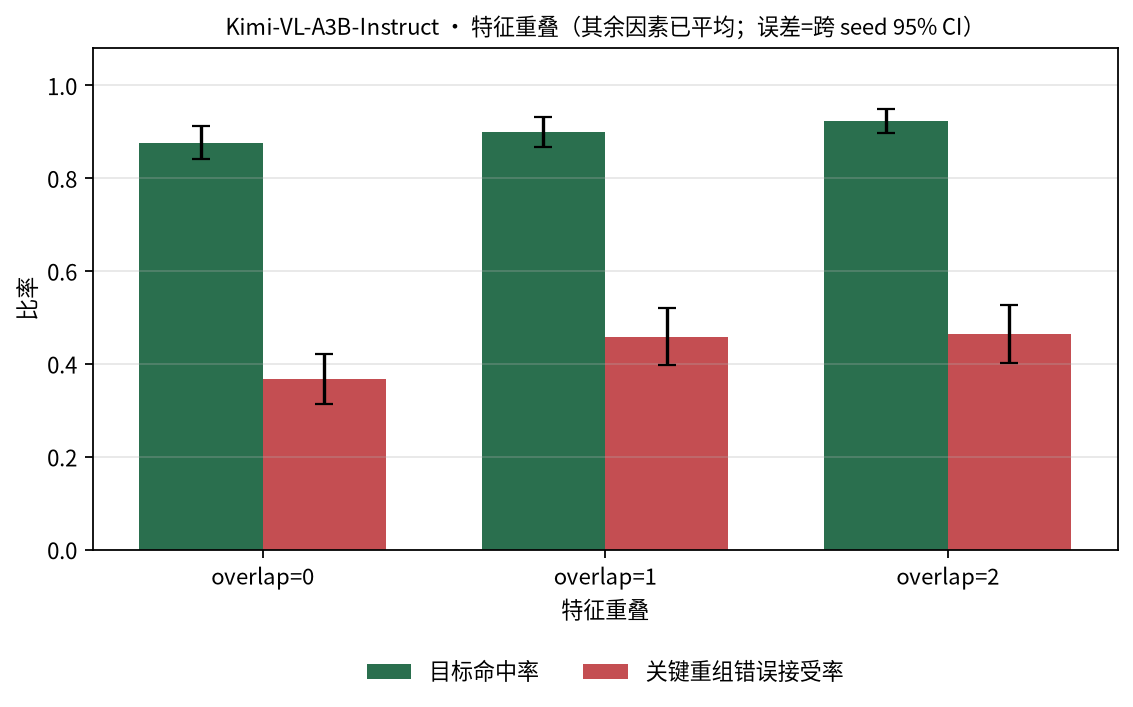 Kimi-VL-A3B-Instruct · 特征重叠（其余因素已平均；误差=跨 seed 95% CI）
比率
1.0
0.8
0.6
0.4
0.2
0.0
overlap=0 overlap=1 overlap=2
特征重叠
目标命中率 关键重组错误接受率